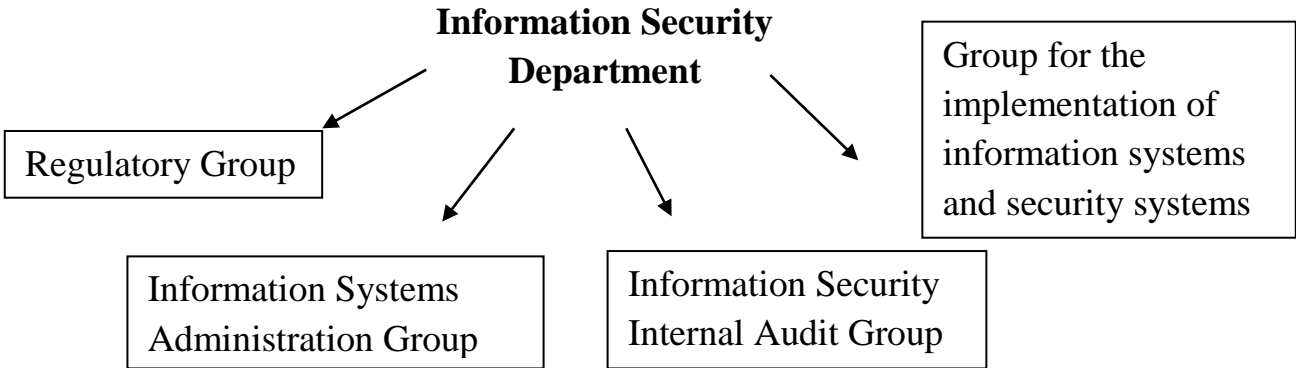 Information Security
Department
Group for the
implementation of
information systems
and security systems
Regulatory Group
Information Systems
Administration Group
Information Security
Internal Audit Group